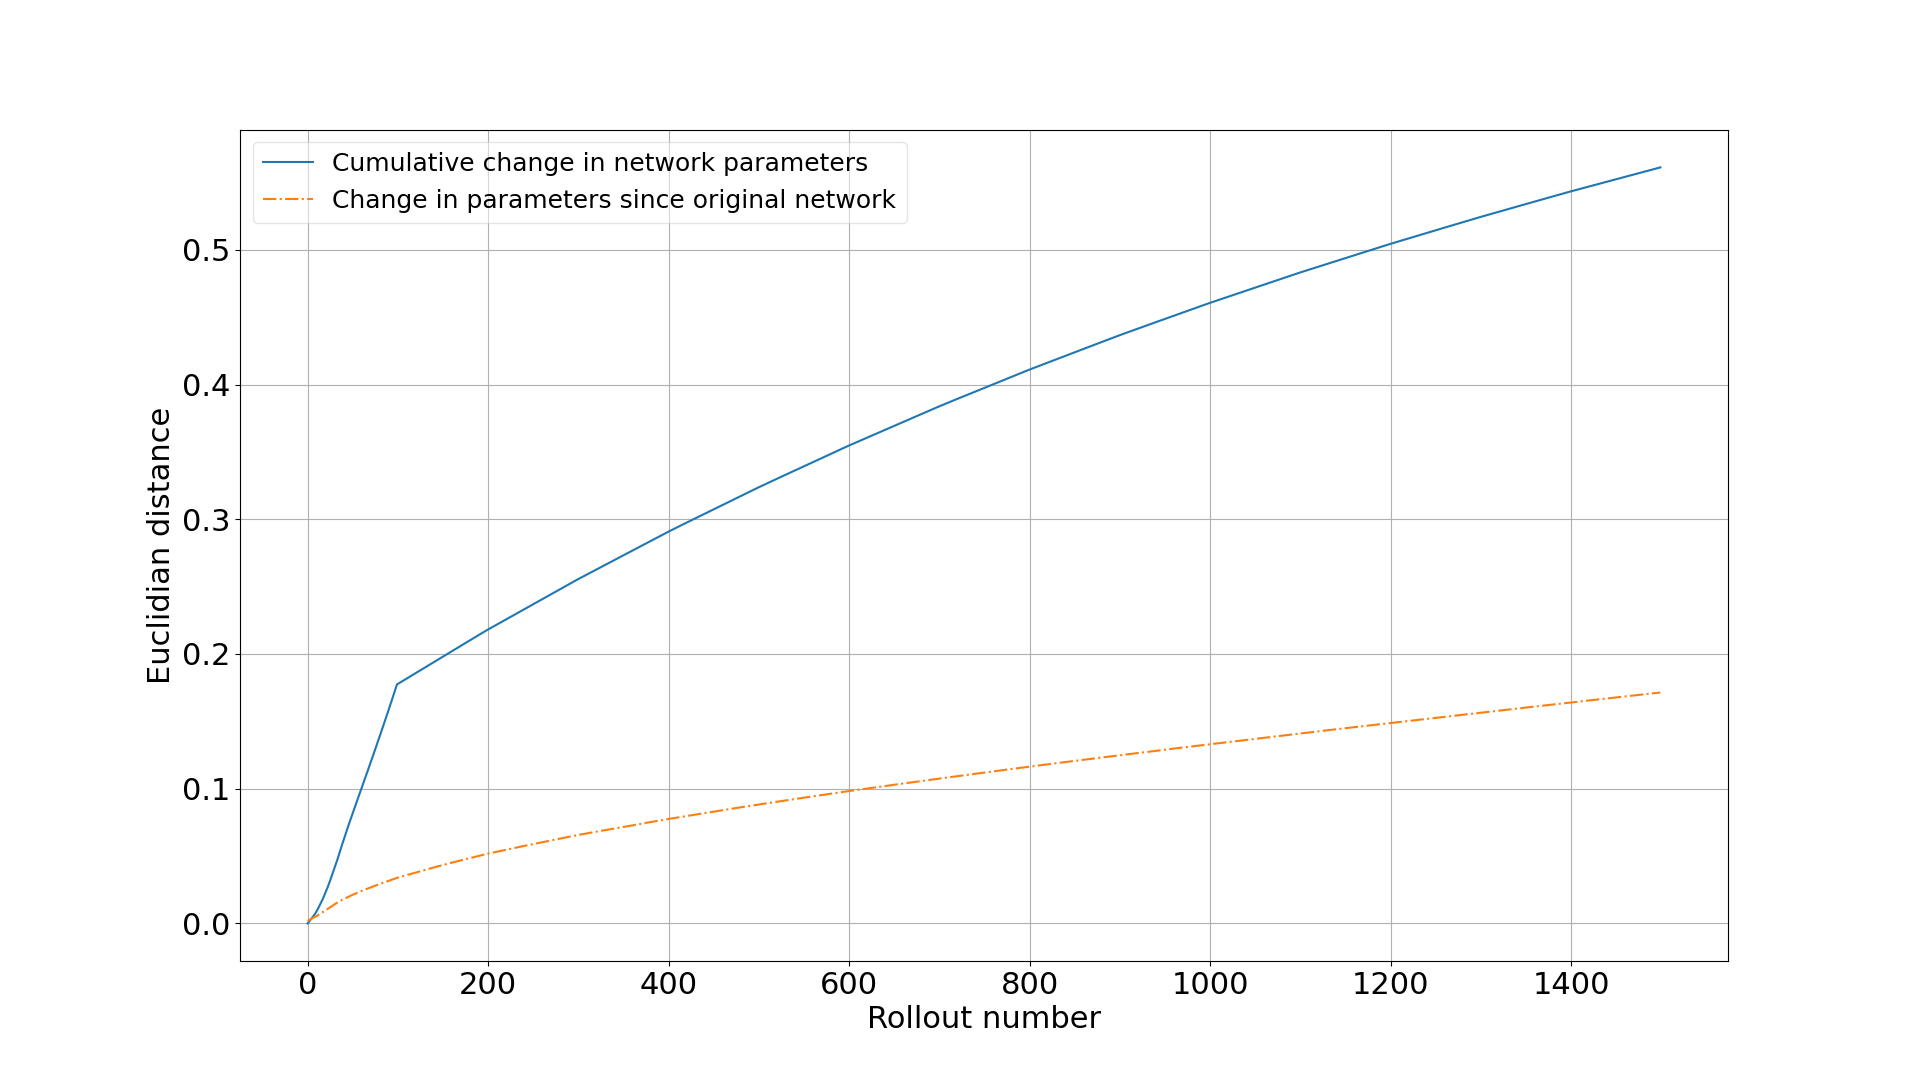 Cumulative change in network parameters
Change in parameters since original network
0.5
0.4
0.3
0.2
0.1
0.0
Euclidian distance
0 200 400 600 800 1000 1200 1400
Rollout number